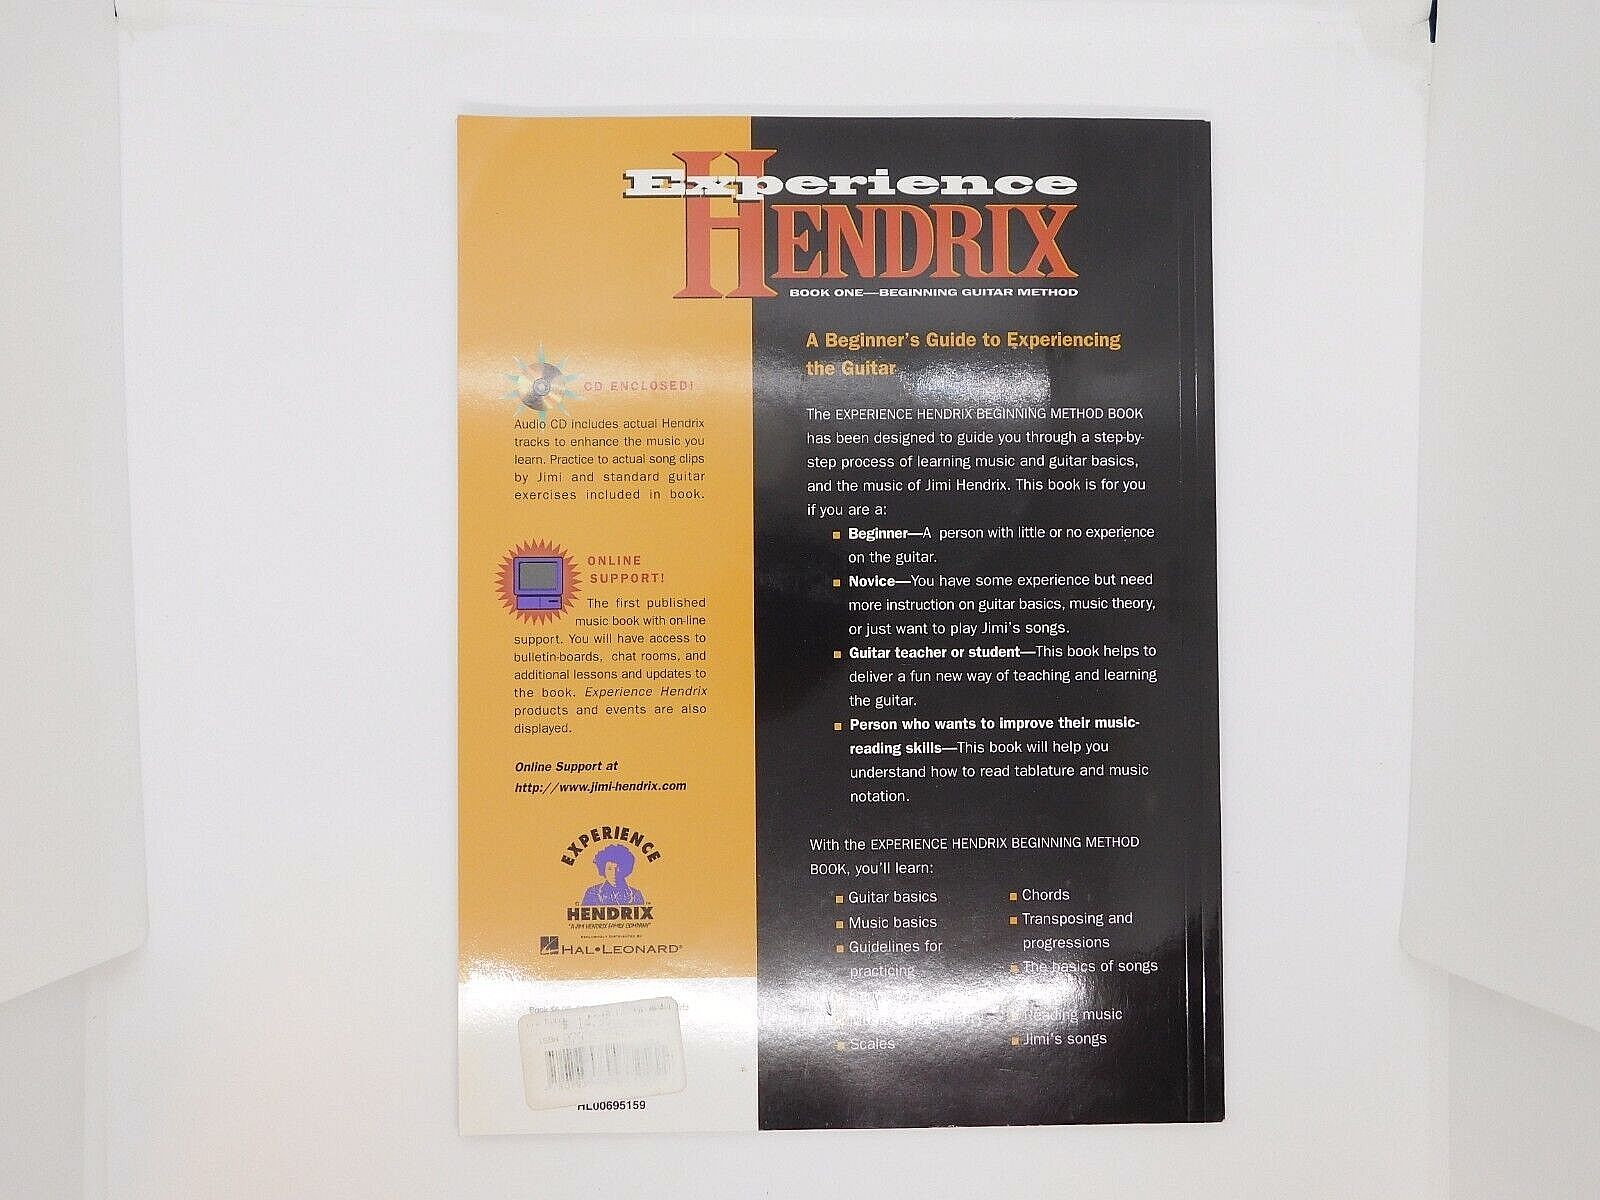 Experience
HENDRIX
BOOK ONE—BEGINNING GUITAR METHOD
CD ENCLOSED!
Audio CD includes actual Hendrix
tracks to enhance the music you
learn. Practice to actual song clips
by Jimi and standard guitar
exercises included in book.
ONLINE
SUPPORT!
The first published
music book with on-line
support. You will have access to
bulletin-boards, chat rooms, and
additional lessons and updates to
the book. Experience Hendrix
products and events are also
displayed.
Online Support at
http://www.jimi-hendrix.com
EXPERIENCE
HENDRIX
"A JIMI HENDRIX FAMILY COMPANY"
EXCLUSIVELY DISTRIBUTED BY
HAL•LEONARD®
HL00695159
A Beginner's Guide to Experiencing
the Guitar
The EXPERIENCE HENDRIX BEGINNING METHOD BOOK
has been designed to guide you through a step-by-
step process of learning music and guitar basics,
and the music of Jimi Hendrix. This book is for you
if you are a:
Beginner—A person with little or no experience
on the guitar.
Novice—You have some experience but need
more instruction on guitar basics, music theory,
or just want to play Jimi's songs.
Guitar teacher or student—This book helps to
deliver a fun new way of teaching and learning
the guitar.
Person who wants to improve their music-
reading skills—This book will help you
understand how to read tablature and music
notation.
With the EXPERIENCE HENDRIX BEGINNING METHOD
BOOK, you'll learn:
Guitar basics
Music basics
Guidelines for
practicing
Scales
Chords
Transposing and
progressions
The basics of songs
Reading music
Jimi's songs